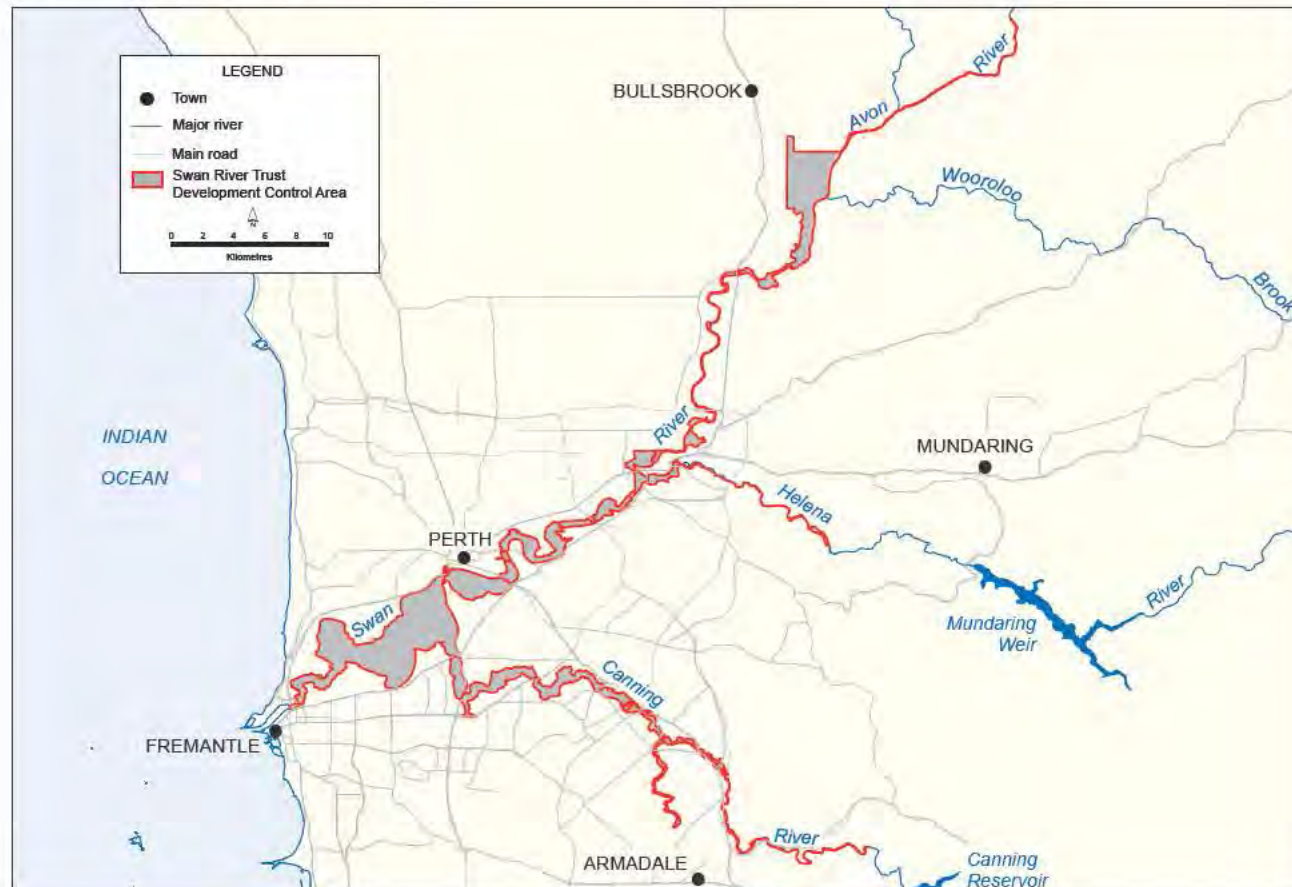 LEGEND
Town
Major river
Main road
Swan River Trust
Development Control Area
N
0 2 4 6 8 10
Kilometres
BULLSBROOK
River
Avon
Wooroloo
Brook
INDIAN
OCEAN
River
MUNDARING
Helena
PERTH
Swan
River
Mundaring
Weir
Canning
FREMANTLE
River
ARMADALE
Canning
Reservoir